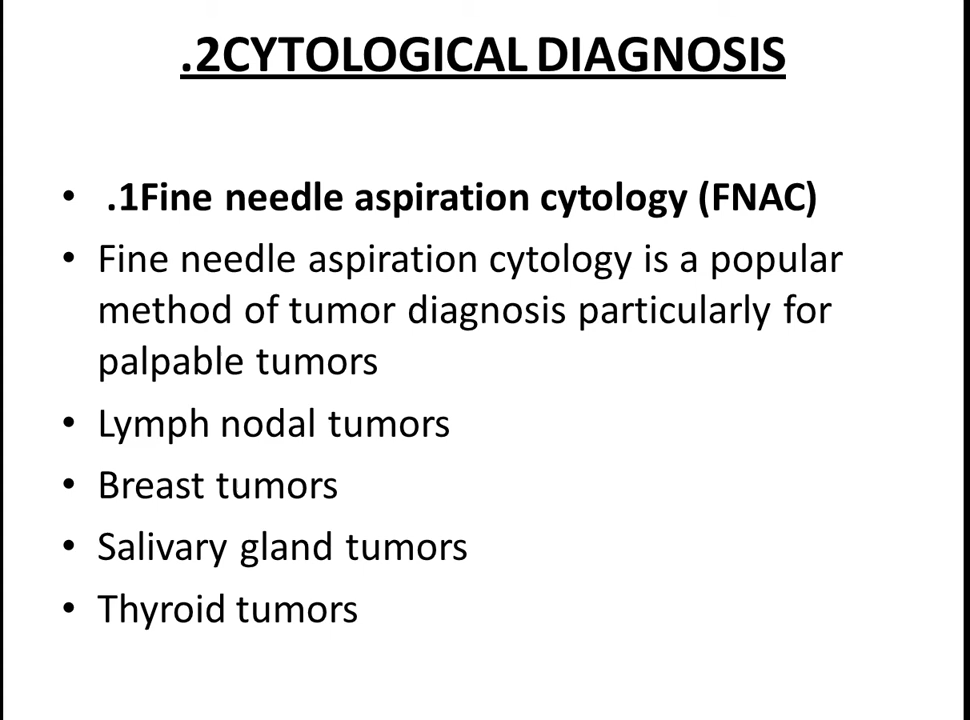 .2CYTOLOGICAL DIAGNOSIS
• .1Fine needle aspiration cytology (FNAC)
• Fine needle aspiration cytology is a popular
method of tumor diagnosis particularly for
palpable tumors
• Lymph nodal tumors
• Breast tumors
• Salivary gland tumors
• Thyroid tumors